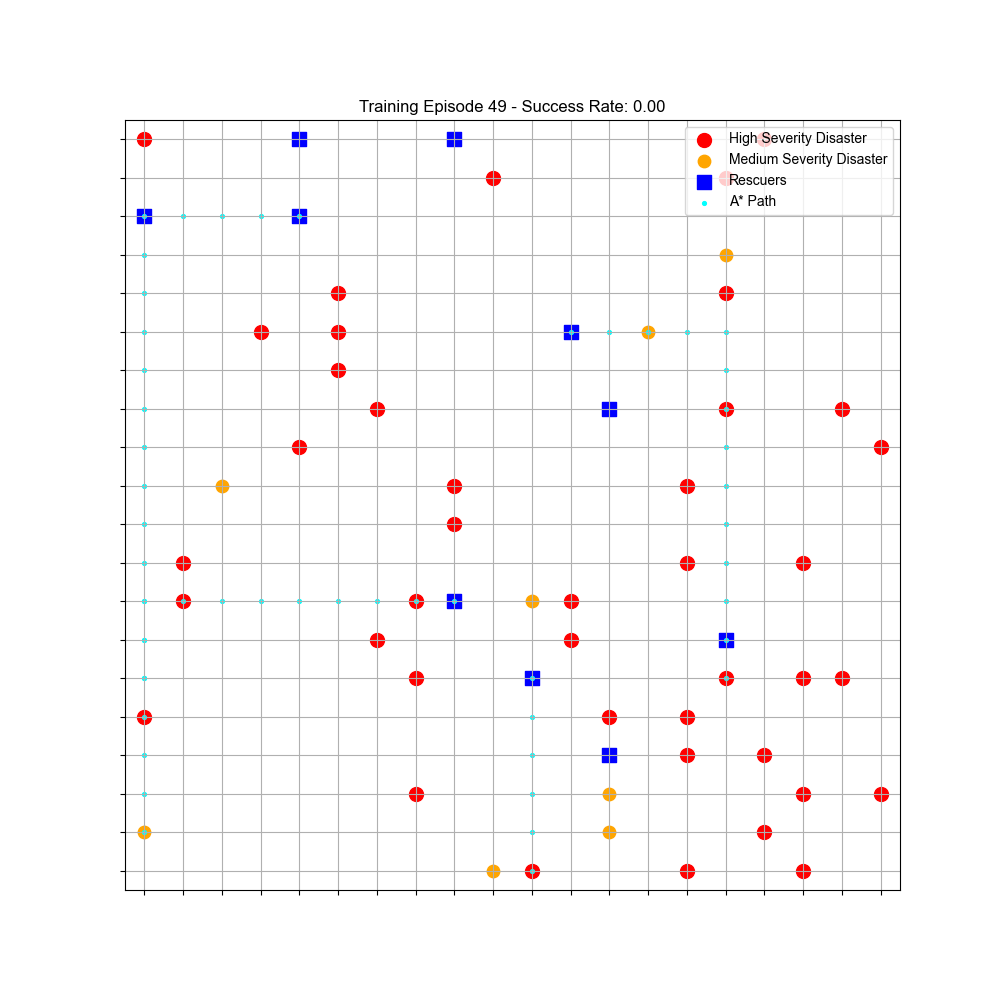 Training Episode 49 - Success Rate: 0.00
High Severity Disaster
Medium Severity Disaster
Rescuers
A* Path